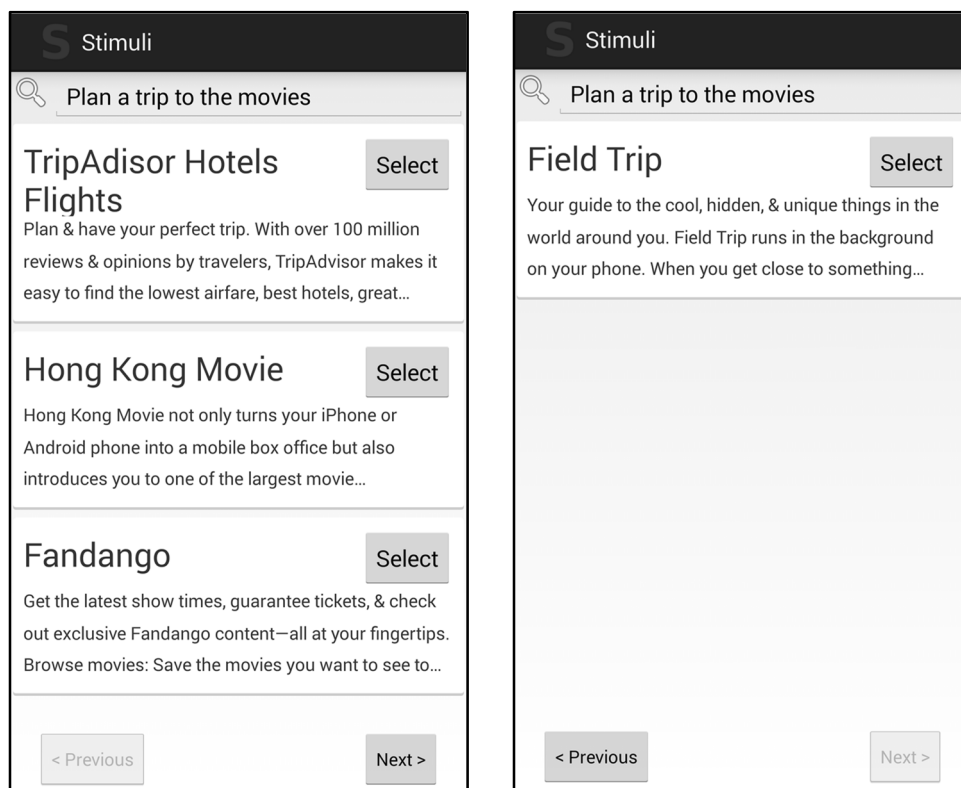 S Stimuli
Plan a trip to the movies
TripAdisor Hotels
Flights
Select
Plan & have your perfect trip. With over 100 million
reviews & opinions by travelers, TripAdvisor makes it
easy to find the lowest airfare, best hotels, great...
Hong Kong Movie
Select
Hong Kong Movie not only turns your iPhone or
Android phone into a mobile box office but also
introduces you to one of the largest movie...
Fandango
Select
Get the latest show times, guarantee tickets, & check
out exclusive Fandango content—all at your fingertips.
Browse movies: Save the movies you want to see to...
< Previous
Next >
S Stimuli
Plan a trip to the movies
Field Trip
Select
Your guide to the cool, hidden, & unique things in the
world around you. Field Trip runs in the background
on your phone. When you get close to something...
< Previous
Next >